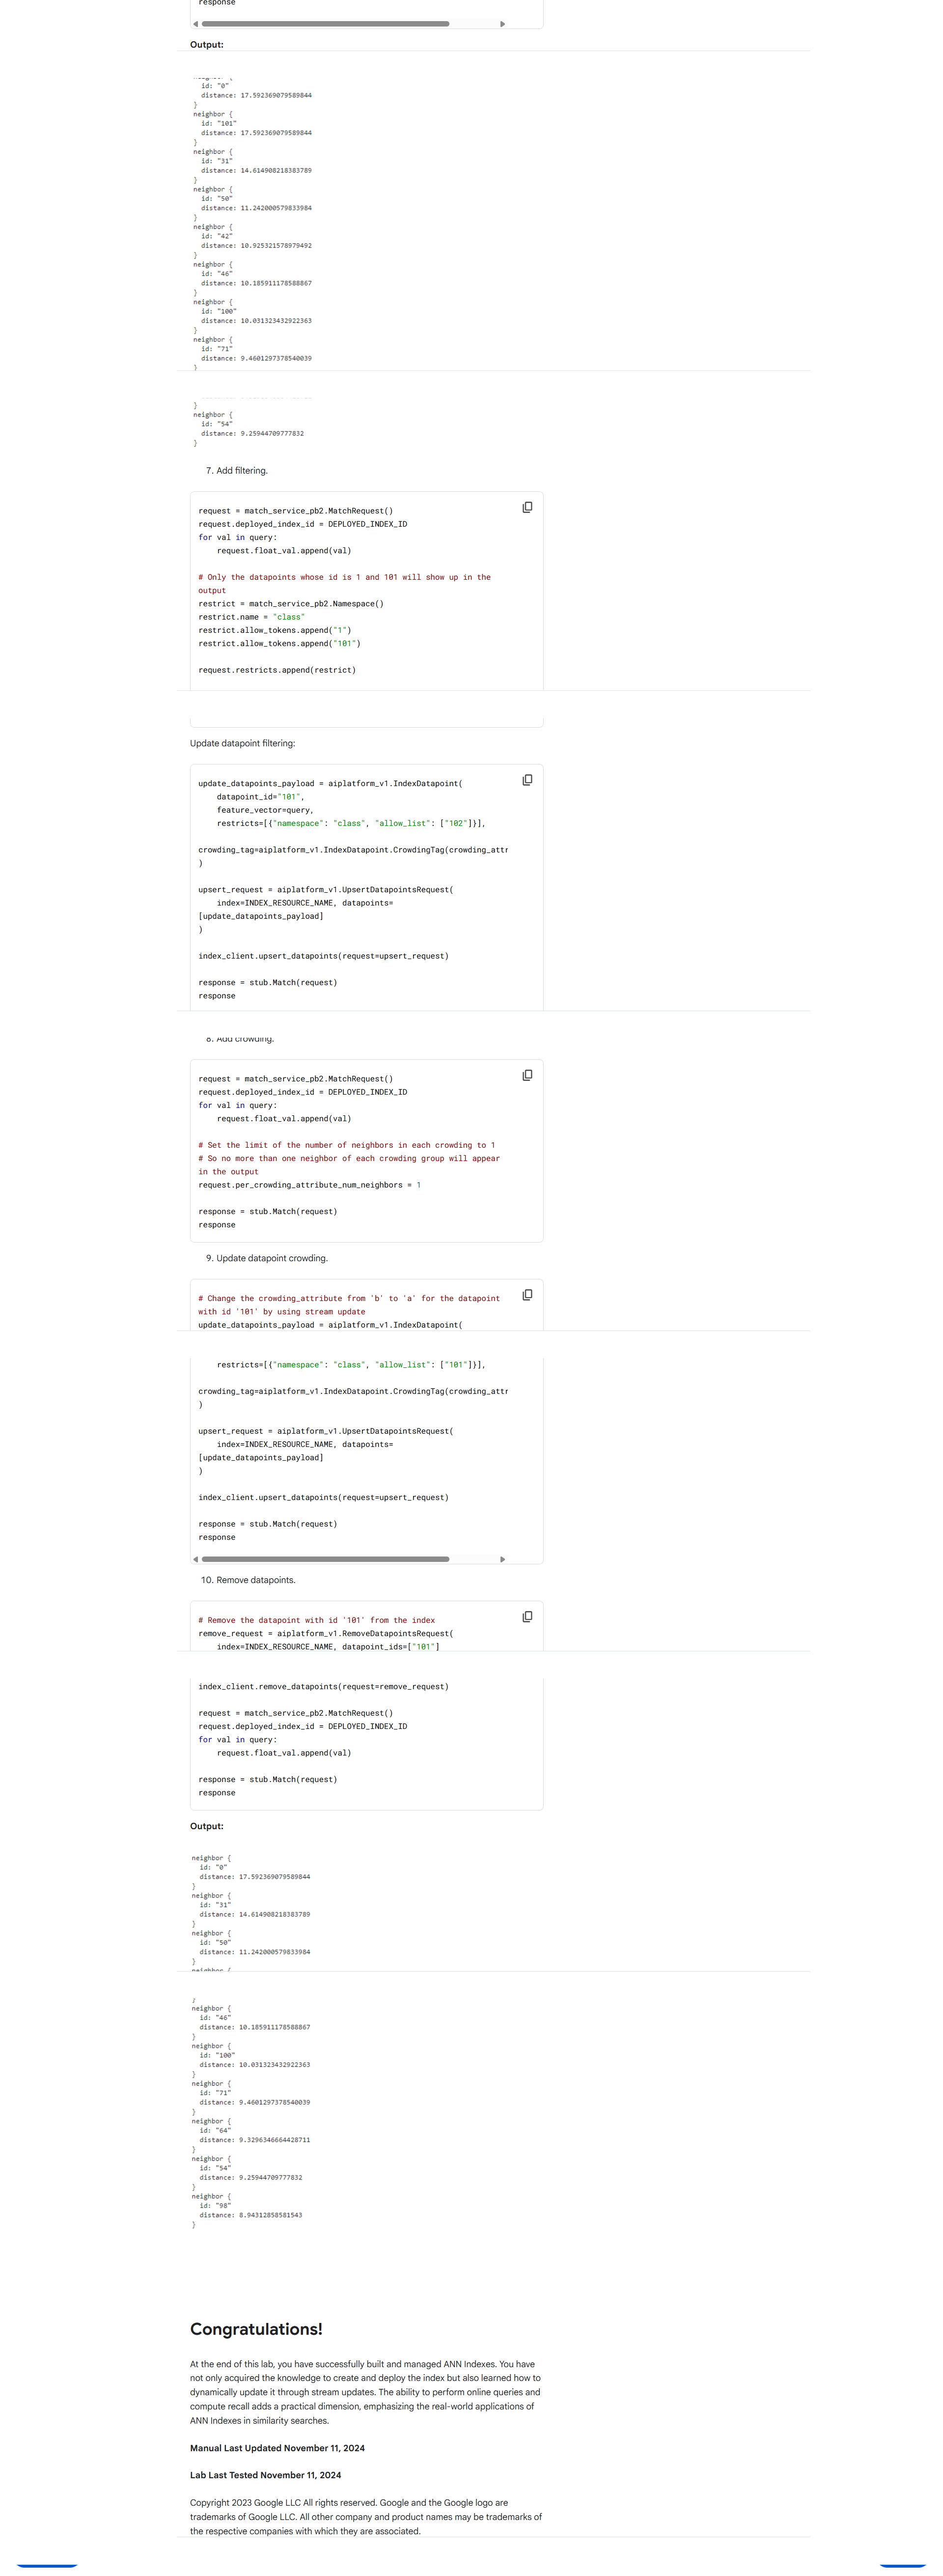 response
Output:
id: "0"
distance: 17.592369079589844
}
neighbor {
id: "101"
distance: 17.592369079589844
}
neighbor {
id: "31"
distance: 14.614908218383789
}
neighbor {
id: "50"
distance: 11.242000579833984
}
neighbor {
id: "42"
distance: 10.925321578979492
}
neighbor {
id: "46"
distance: 10.185911178588867
}
neighbor {
id: "100"
distance: 10.031323432922363
}
neighbor {
id: "71"
distance: 9.4601297378540039
}
}
neighbor {
id: "54"
distance: 9.25944709777832
}
7. Add filtering.
request = match_service_pb2.MatchRequest()
request.deployed_index_id = DEPLOYED_INDEX_ID
for val in query:
request.float_val.append(val)
# Only the datapoints whose id is 1 and 101 will show up in the
output
restrict = match_service_pb2.Namespace()
restrict.name = "class"
restrict.allow_tokens.append("1")
restrict.allow_tokens.append("101")
request.restricts.append(restrict)
Update datapoint filtering:
update_datapoints_payload = aiplatform_v1.IndexDatapoint(
datapoint_id="101",
feature_vector=query,
restricts=[{"namespace": "class", "allow_list": ["102"]}],
crowding_tag=aiplatform_v1.IndexDatapoint.CrowdingTag(crowding_attr
)
upsert_request = aiplatform_v1.UpsertDatapointsRequest(
index=INDEX_RESOURCE_NAME, datapoints=
[update_datapoints_payload]
)
index_client.upsert_datapoints(request=upsert_request)
response = stub.Match(request)
response
8. Add crowding.
request = match_service_pb2.MatchRequest()
request.deployed_index_id = DEPLOYED_INDEX_ID
for val in query:
request.float_val.append(val)
# Set the limit of the number of neighbors in each crowding to 1
# So no more than one neighbor of each crowding group will appear
in the output
request.per_crowding_attribute_num_neighbors = 1
response = stub.Match(request)
response
9. Update datapoint crowding.
# Change the crowding_attribute from 'b' to 'a' for the datapoint
with id '101' by using stream update
update_datapoints_payload = aiplatform_v1.IndexDatapoint(
restricts=[{"namespace": "class", "allow_list": ["101"]}],
crowding_tag=aiplatform_v1.IndexDatapoint.CrowdingTag(crowding_attr
)
upsert_request = aiplatform_v1.UpsertDatapointsRequest(
index=INDEX_RESOURCE_NAME, datapoints=
[update_datapoints_payload]
)
index_client.upsert_datapoints(request=upsert_request)
response = stub.Match(request)
response
10. Remove datapoints.
# Remove the datapoint with id '101' from the index
remove_request = aiplatform_v1.RemoveDatapointsRequest(
index=INDEX_RESOURCE_NAME, datapoint_ids=["101"]
index_client.remove_datapoints(request=remove_request)
request = match_service_pb2.MatchRequest()
request.deployed_index_id = DEPLOYED_INDEX_ID
for val in query:
request.float_val.append(val)
response = stub.Match(request)
response
Output:
neighbor {
id: "0"
distance: 17.592369079589844
}
neighbor {
id: "31"
distance: 14.614908218383789
}
neighbor {
id: "50"
distance: 11.242000579833984
}
neighbor {
}
neighbor {
id: "46"
distance: 10.185911178588867
}
neighbor {
id: "100"
distance: 10.031323432922363
}
neighbor {
id: "71"
distance: 9.4601297378540039
}
neighbor {
id: "64"
distance: 9.3296346664428711
}
neighbor {
id: "54"
distance: 9.25944709777832
}
neighbor {
id: "98"
distance: 8.94312858581543
}
Congratulations!
At the end of this lab, you have successfully built and managed ANN Indexes. You have
not only acquired the knowledge to create and deploy the index but also learned how to
dynamically update it through stream updates. The ability to perform online queries and
compute recall adds a practical dimension, emphasizing the real-world applications of
ANN Indexes in similarity searches.
Manual Last Updated November 11, 2024
Lab Last Tested November 11, 2024
Copyright 2023 Google LLC All rights reserved. Google and the Google logo are
trademarks of Google LLC. All other company and product names may be trademarks of
the respective companies with which they are associated.